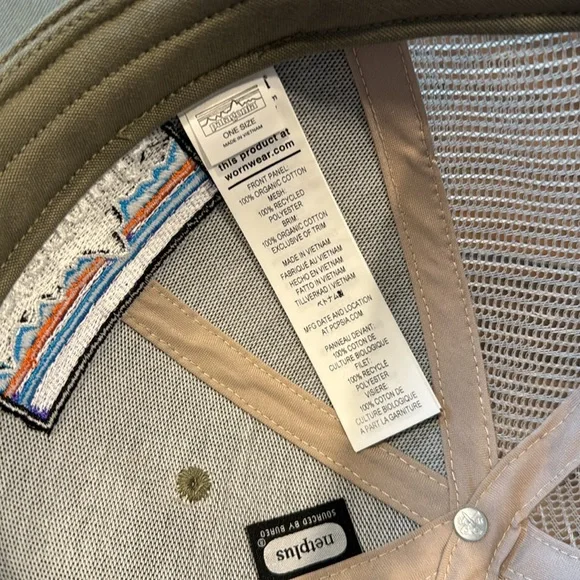 patagonia
ONE SIZE
MADE IN VIETNAM
this product at
wornwear.com
FRONT PANEL
100% ORGANIC COTTON
MESH:
100% RECYCLED
POLYESTER
BRIM:
100% ORGANIC COTTON
EXCLUSIVE OF TRIM
MADE IN VIETNAM
FABRIQUÉ AU VIETNAM
HECHO EN VIETNAM
FATTO IN VIETNAM
TILLVERKAD I VIETNAM
ベトナム製
MFG DATE AND LOCATION
AT PCPSIA.COM
PANNEAU DEVANT:
100% COTON DE
CULTURE BIOLOGIQUE
FILET:
100% RECYCLÉ
POLYESTER
VISIÈRE:
100% COTON DE
CULTURE BIOLOGIQUE
À PART LA GARNITURE
netplus®
SOURCED BY BUREO